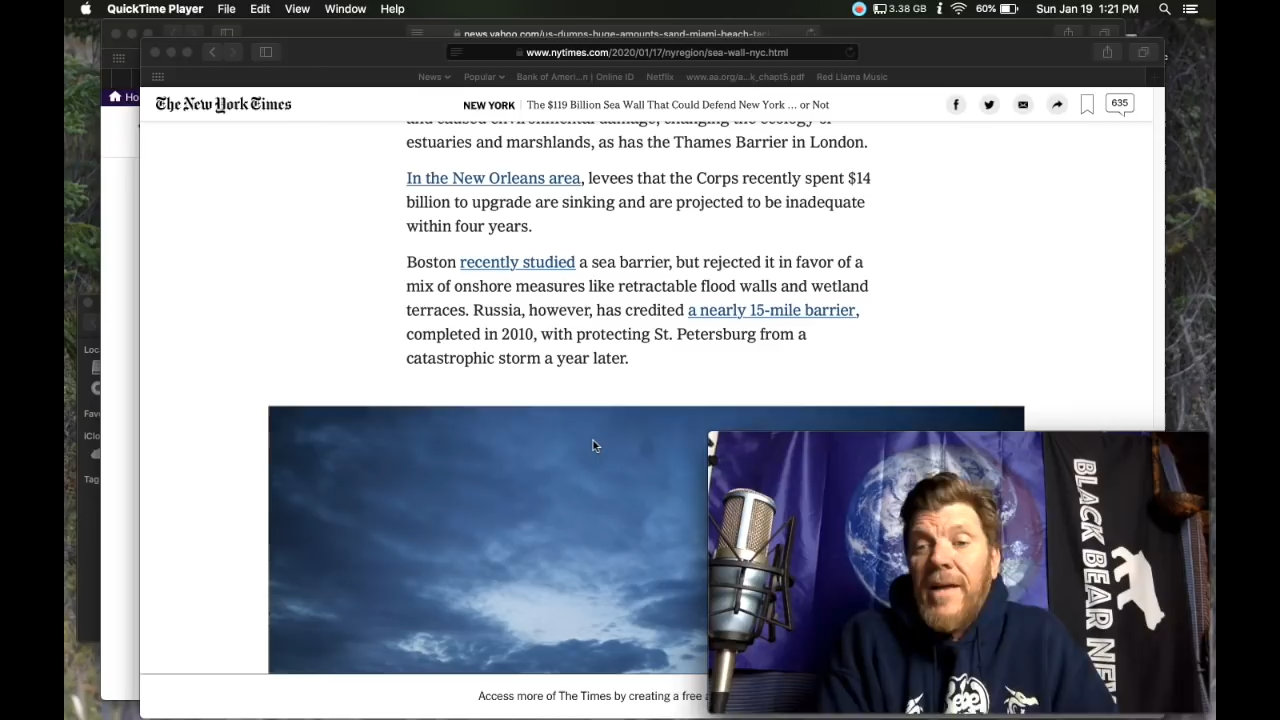 QuickTime Player File Edit View Window Help 3.38 GB 60% Sun Jan 19 1:21 PM
news.yahoo.com/us-dumps-huge-amounts-sand-miami-beach-
www.nytimes.com/2020/01/17/nyregion/sea-wall-nyc.html
News Popular Bank of Ameri...n | Online ID Netflix www.aa.org/a...k_chapt5.pdf Red Llama Music
Ho
The New York Times NEW YORK | The $119 Billion Sea Wall That Could Defend New York ... or Not 635
and caused environmental damage, changing the ecology of
estuaries and marshlands, as has the Thames Barrier in London.
In the New Orleans area, levees that the Corps recently spent $14
billion to upgrade are sinking and are projected to be inadequate
within four years.
Boston recently studied a sea barrier, but rejected it in favor of a
mix of onshore measures like retractable flood walls and wetland
terraces. Russia, however, has credited a nearly 15-mile barrier,
completed in 2010, with protecting St. Petersburg from a
catastrophic storm a year later.
Loca
Favo
iClo
Tag
BLACK BEAR NEW
Access more of The Times by creating a free a